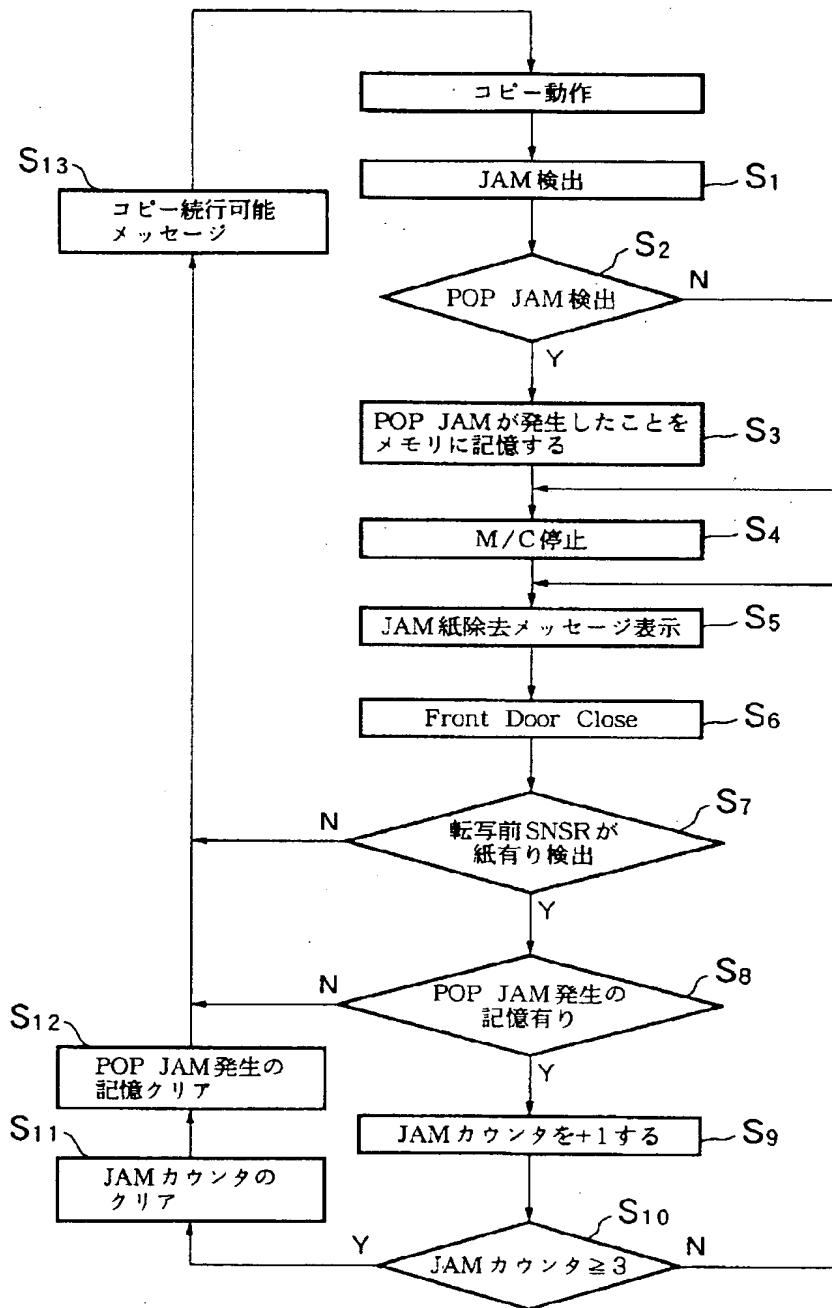 コピー動作
S13
JAM検出
S1
コピー続行可能
メッセージ
S2
POP JAM検出
N
Y
POP JAMが発生したことを
メモリに記憶する
S3
M/C停止
S4
JAM紙除去メッセージ表示
S5
Front Door Close
S6
S7
N
転写前SNSRが
紙有り検出
Y
S8
N
POP JAM発生の
記憶有り
S12
POP JAM発生の
記憶クリア
Y
S11
JAMカウンタを+1する
S9
JAMカウンタの
クリア
S10
Y
JAMカウンタ≧3
N